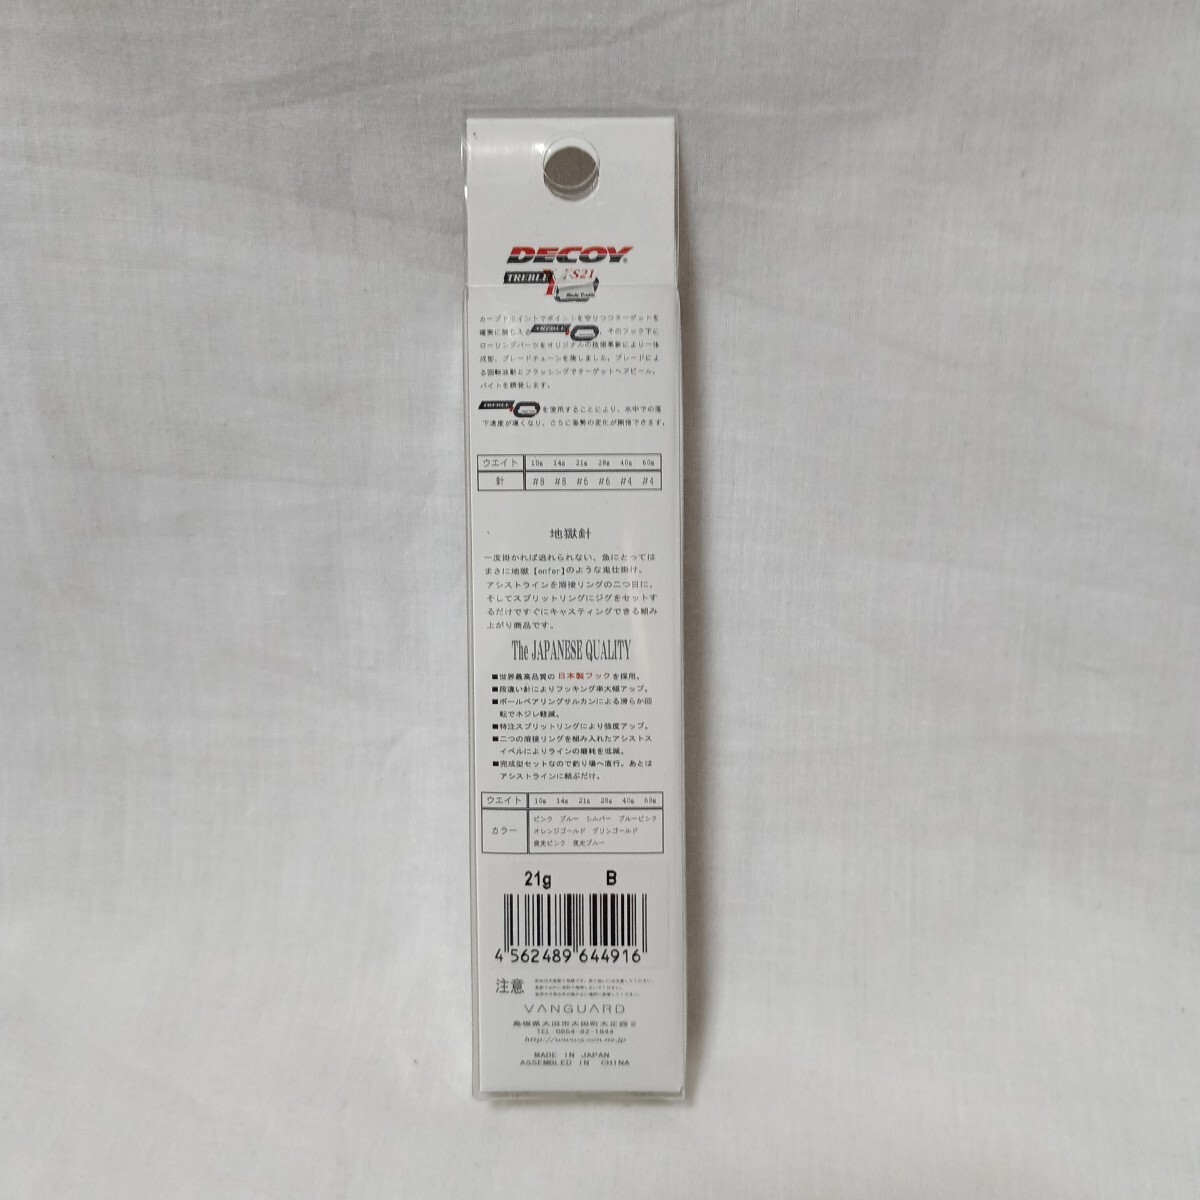 DECOY
TREBLE YS21
カーブドポイントでポイントを守りつつターゲットを
確実に TREBLE 、そのフック下に
ローリングパーツをオリジナルの技術革新により一体
成型、ブレードチェーンを施しました。ブレードによ
る回転波動とフラッシングでターゲットへアピール。
バイトを誘発します。
TREBLE を使用することにより、水中での落
下速度が遅くなり、さらに姿勢の変化が期待できます。
ウエイト 10g 14g 21g 28g 40g 60g
針 #8 #8 #6 #6 #4 #4
地獄針
一度掛かれば逃れられない、魚にとっては
まさに地獄【enfer】のような鬼仕掛け。
アシストラインを溶接リングの二つ目に、
そしてスプリットリングにジグをセットす
るだけですぐにキャスティングできる組み
上がり商品です。
The JAPANESE QUALITY
■世界最高品質の 日本製フック を採用。
■段違い針によりフッキング率大幅アップ。
■ボールベアリングサルカンによる滑らか回
転でネジレ軽減。
■特注スプリットリングにより強度アップ。
■二つの溶接リングを組み入れたアシストス
イベルによりラインの磨耗を低減。
■完成型セットなので釣り場へ直行。あとは
アシストラインに結ぶだけ。
ウエイト 10g 14g 21g 28g 40g 60g
カラー ピンク ブルー シルバー ブルーピンク
オレンジゴールド グリンゴールド
夜光ピンク 夜光ブルー
21g B
4 562489 644916
注意
VANGUARD
島根県大田市大田町大正西2
TEL 0854-82-1844
MADE IN JAPAN
ASSEMBLED IN CHINA